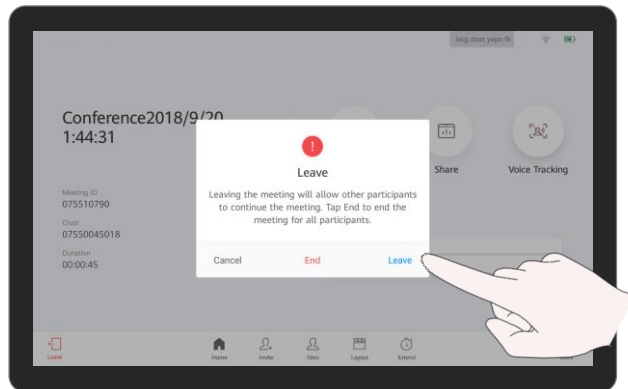 Conference2018/9/20
1:44:31
Meeting ID
075510790
Chair
07550045018
Duration
00:00:45
Share
Voice Tracking
Leave
Leaving the meeting will allow other participants
to continue the meeting. Tap End to end the
meeting for all participants.
Cancel End Leave
Leave Home Invite Sites Layout Extend